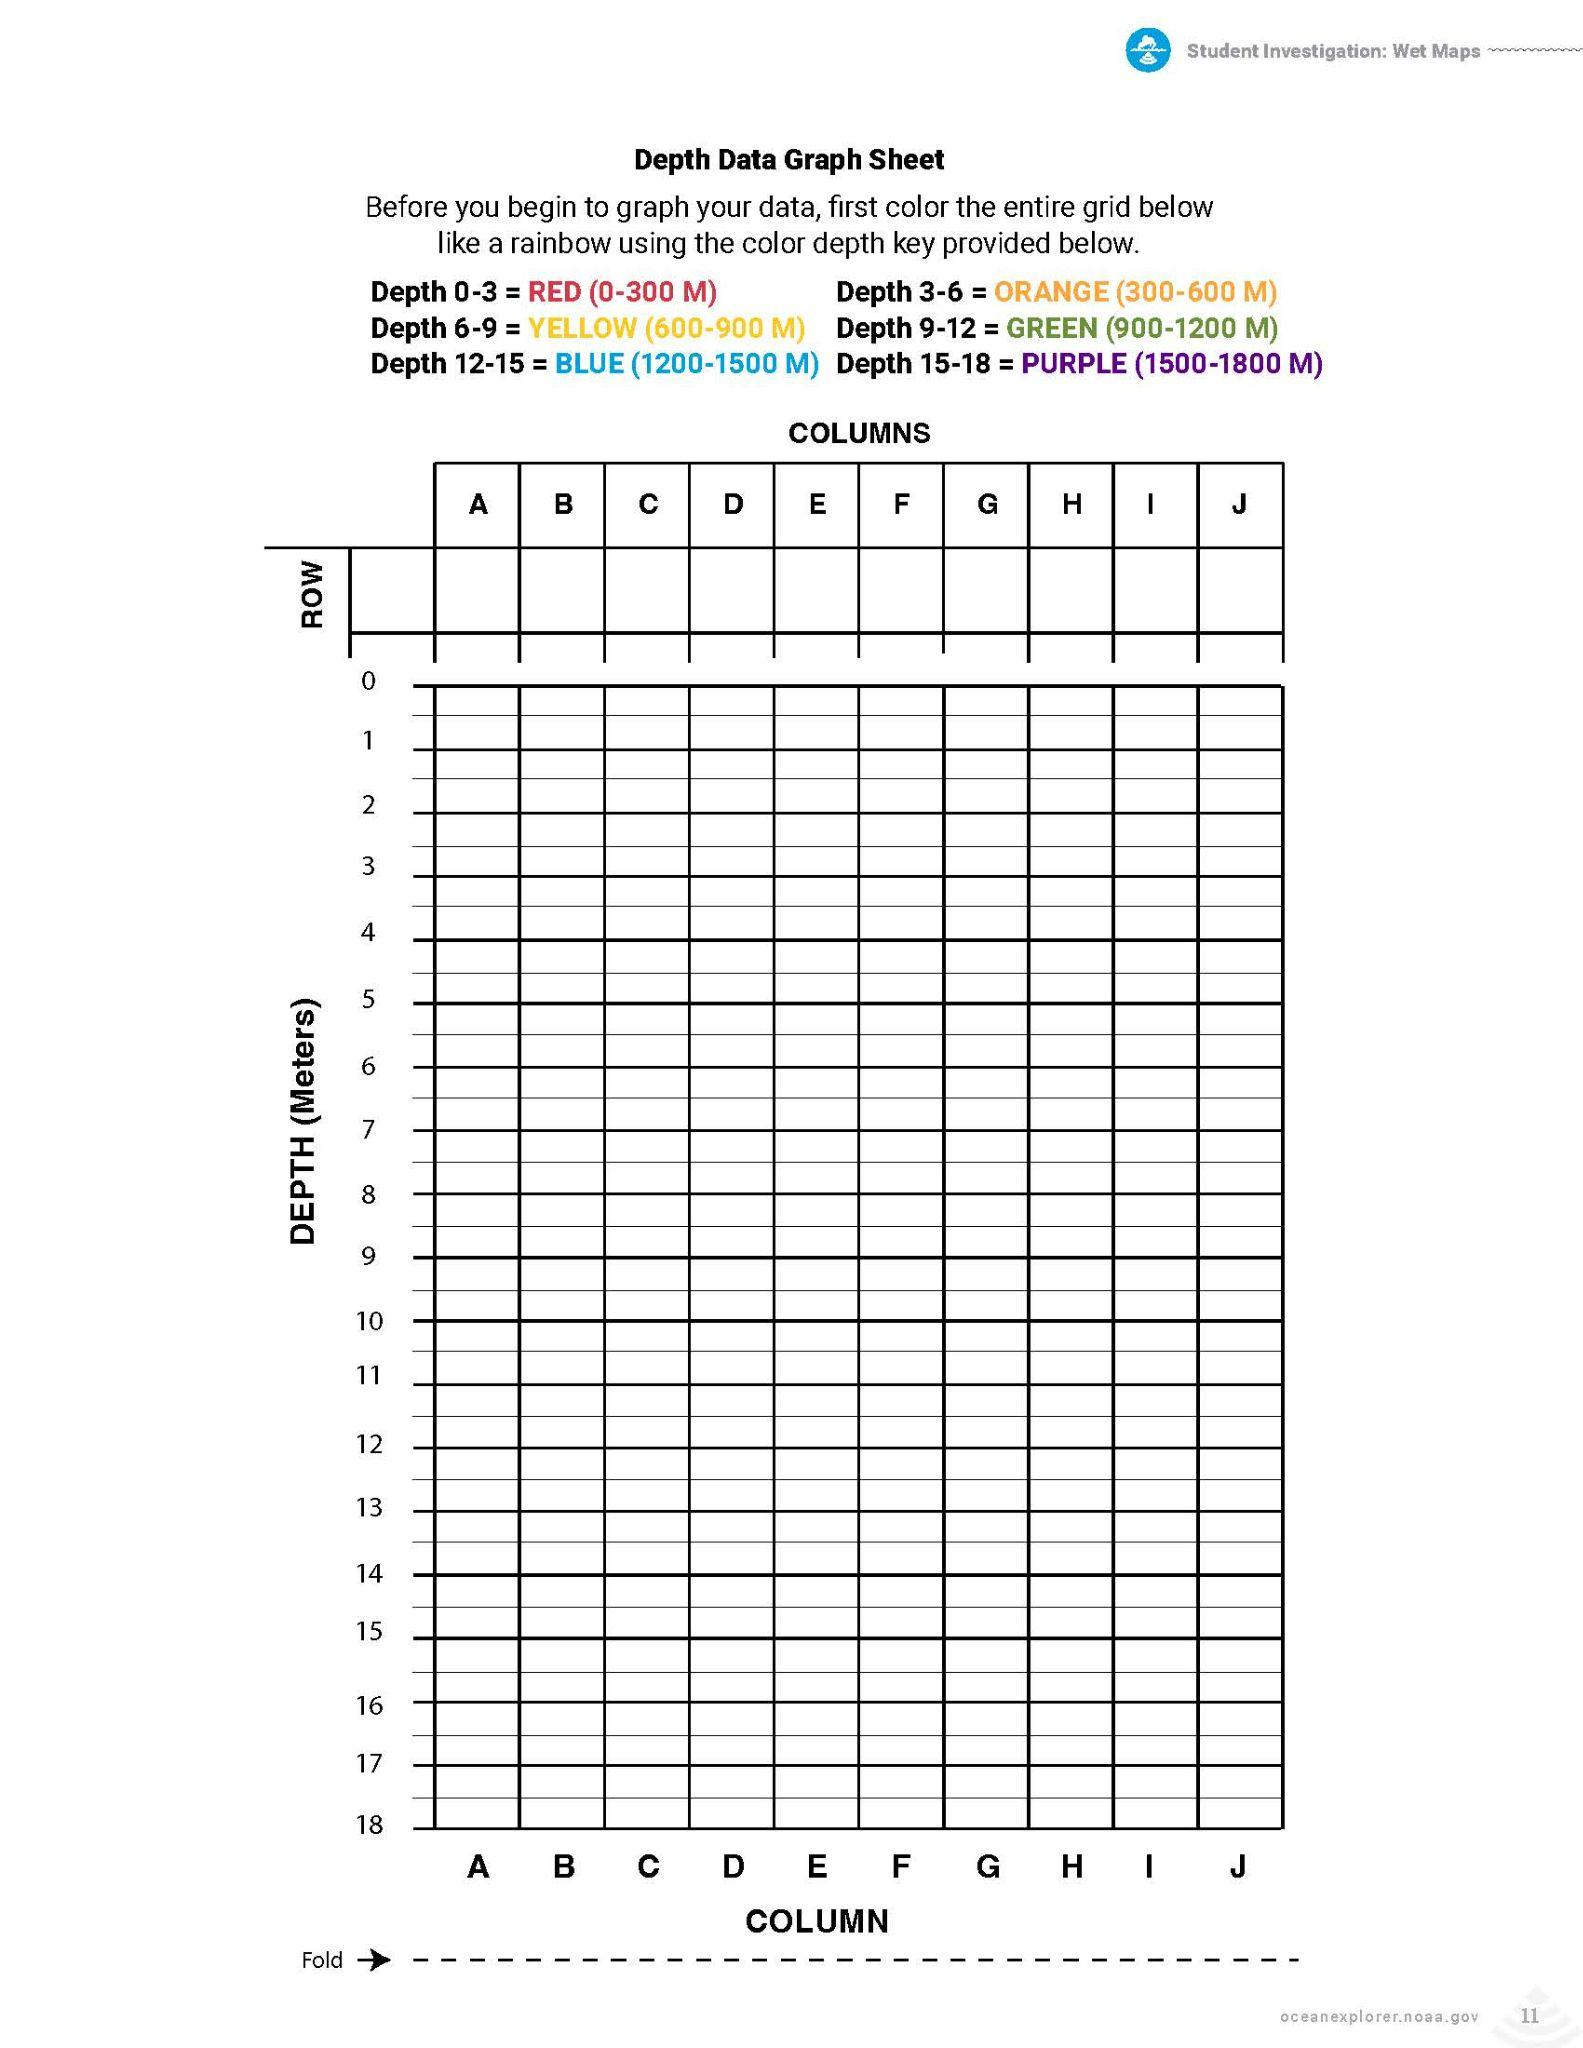 Student Investigation: Wet Maps
Depth Data Graph Sheet
Before you begin to graph your data, first color the entire grid below
like a rainbow using the color depth key provided below.
Depth 0-3 = RED (0-300 M) Depth 3-6 = ORANGE (300-600 M)
Depth 6-9 = YELLOW (600-900 M) Depth 9-12 = GREEN (900-1200 M)
Depth 12-15 = BLUE (1200-1500 M) Depth 15-18 = PURPLE (1500-1800 M)
COLUMNS
A B C D E F G H I J
ROW
0
1
2
3
4
5
6
7
8
9
10
11
12
13
14
15
16
17
18
DEPTH (Meters)
A B C D E F G H I J
COLUMN
Fold
oceanexplorer.noaa.gov 11